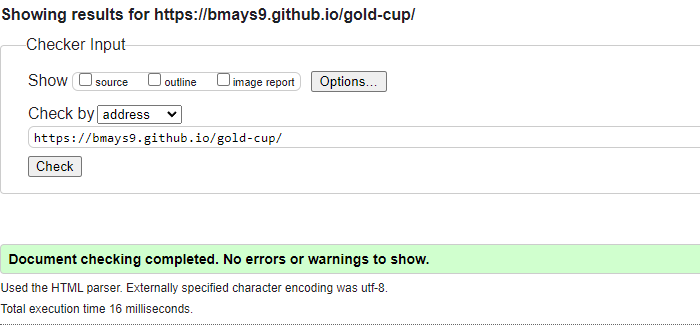 Showing results for https://bmays9.github.io/gold-cup/
Checker Input
Show source outline image report Options...
Check by address
https://bmays9.github.io/gold-cup/
Check
Document checking completed. No errors or warnings to show.
Used the HTML parser. Externally specified character encoding was utf-8.
Total execution time 16 milliseconds.